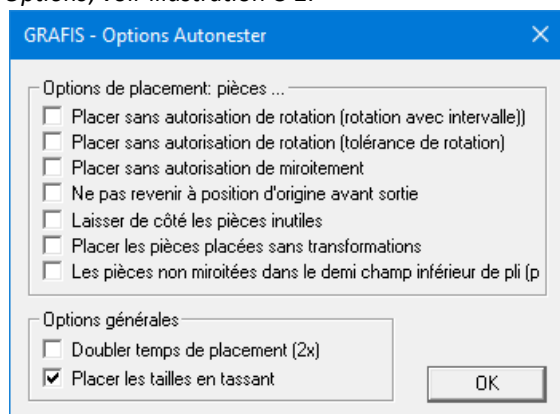 Options, voir illustration
GRAFIS - Options Autonester
Options de placement: pièces ...
Placer sans autorisation de rotation (rotation avec intervalle))
Placer sans autorisation de rotation (tolérance de rotation)
Placer sans autorisation de miroitement
Ne pas revenir à position d'origine avant sortie
Laisser de côté les pièces inutiles
Placer les pièces placées sans transformations
Les pièces non miroitées dans le demi champ inférieur de pli (p
Options générales
Doubler temps de placement (2x)
Placer les tailles en tassant
OK